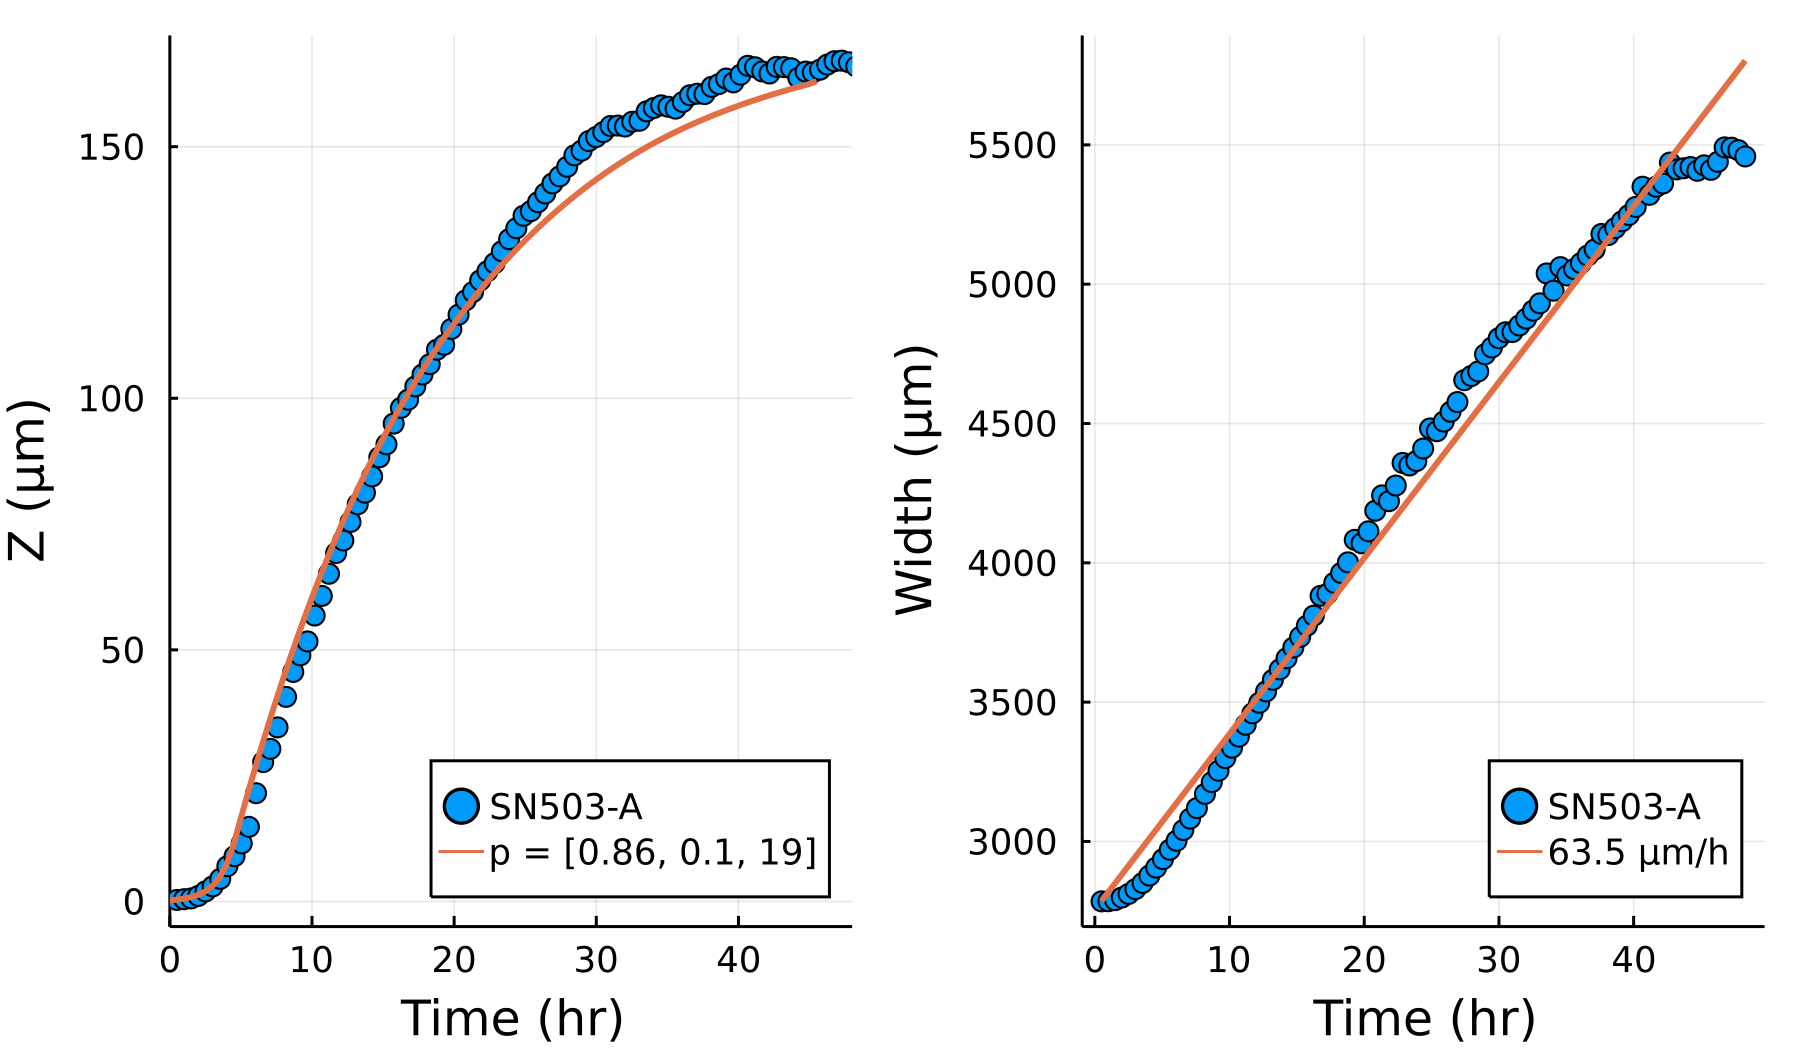 150
100
50
0
0 10 20 30 40
Z (μm)
Time (hr)
SN503-A
p = [0.86, 0.1, 19]
5500
5000
4500
4000
3500
3000
0 10 20 30 40
Width (μm)
Time (hr)
SN503-A
63.5 μm/h